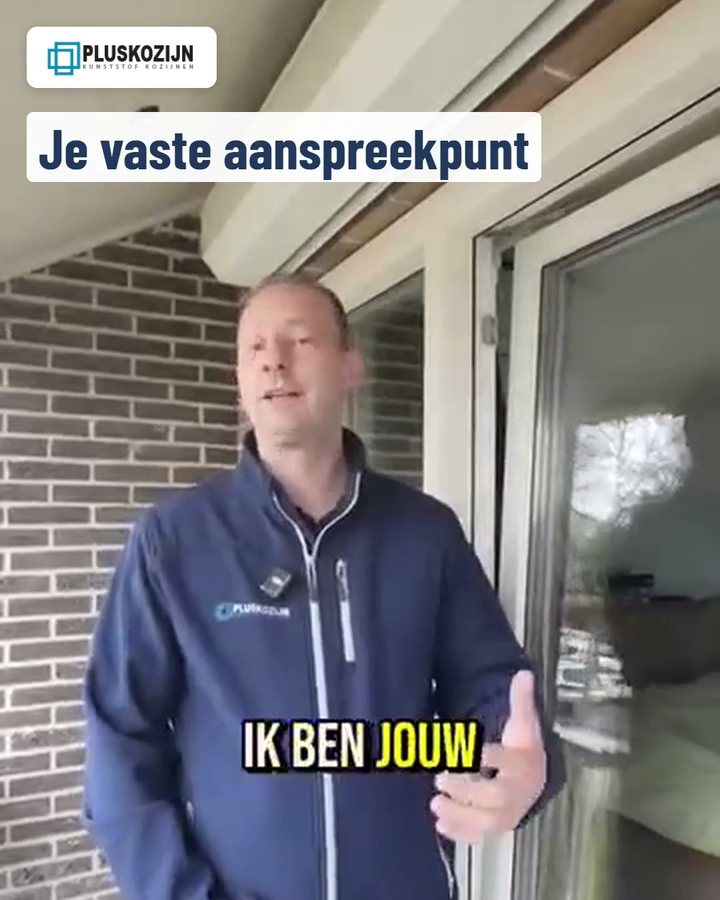 PLUSKOZIJN
KUNSTSTOF KOZIJNEN
Je vaste aanspreekpunt
PLUSKOZIJN
IK BEN JOUW